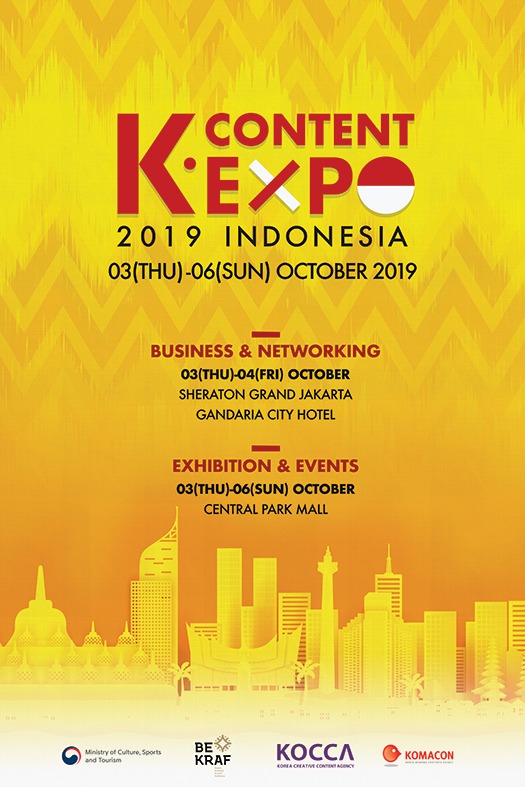 K·CONTENT
EXPO
2019 INDONESIA
03(THU)-06(SUN) OCTOBER 2019
BUSINESS & NETWORKING
03(THU)-04(FRI) OCTOBER
SHERATON GRAND JAKARTA
GANDARIA CITY HOTEL
EXHIBITION & EVENTS
03(THU)-06(SUN) OCTOBER
CENTRAL PARK MALL
Ministry of Culture, Sports
and Tourism
BE
KRAF
KOCCA
KOREA CREATIVE CONTENT AGENCY
KOMACON